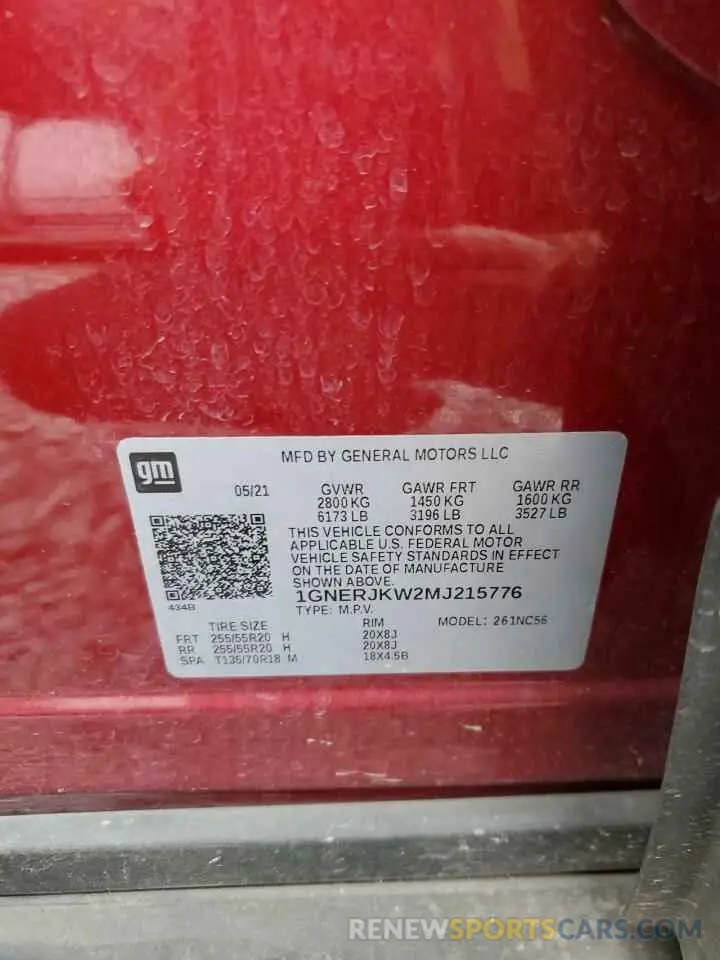 gm
MFD BY GENERAL MOTORS LLC
05/21 GVWR GAWR FRT GAWR RR
2800 KG 1450 KG 1600 KG
6173 LB 3196 LB 3527 LB
THIS VEHICLE CONFORMS TO ALL
APPLICABLE U.S. FEDERAL MOTOR
VEHICLE SAFETY STANDARDS IN EFFECT
ON THE DATE OF MANUFACTURE
SHOWN ABOVE.
434B
1GNERJKW2MJ215776
TYPE: M.P.V.
TIRE SIZE RIM MODEL: 261NC56
FRT 255/55R20 H 20X8J
RR 255/55R20 H 20X8J
SPA T135/70R18 M 18X4.5B
RENEWSPORTSCARS.COM